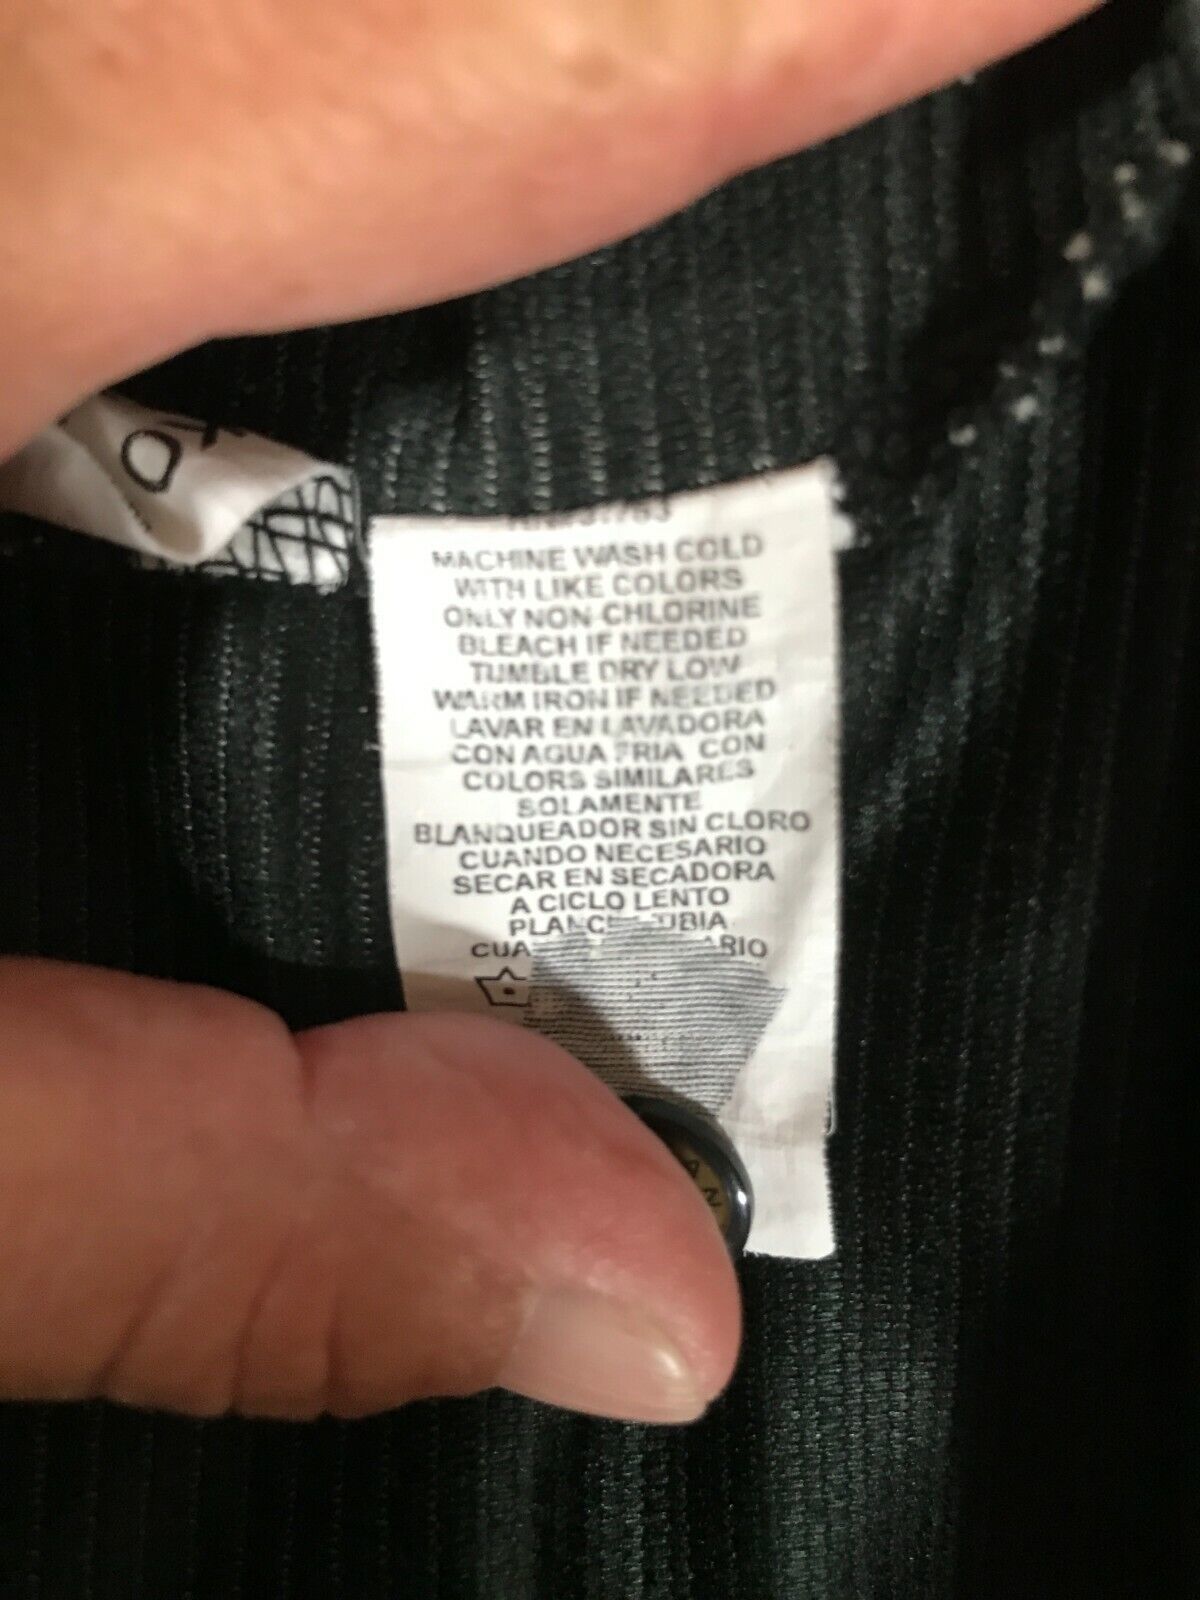 MACHINE WASH COLD
WITH LIKE COLORS
ONLY NON-CHLORINE
BLEACH IF NEEDED
TUMBLE DRY LOW
WARM IRON IF NEEDED
LAVAR EN LAVADORA
CON AGUA FRIA CON
COLORS SIMILARES
SOLAMENTE
BLANQUEADOR SIN CLORO
CUANDO NECESARIO
SECAR EN SECADORA
A CICLO LENTO